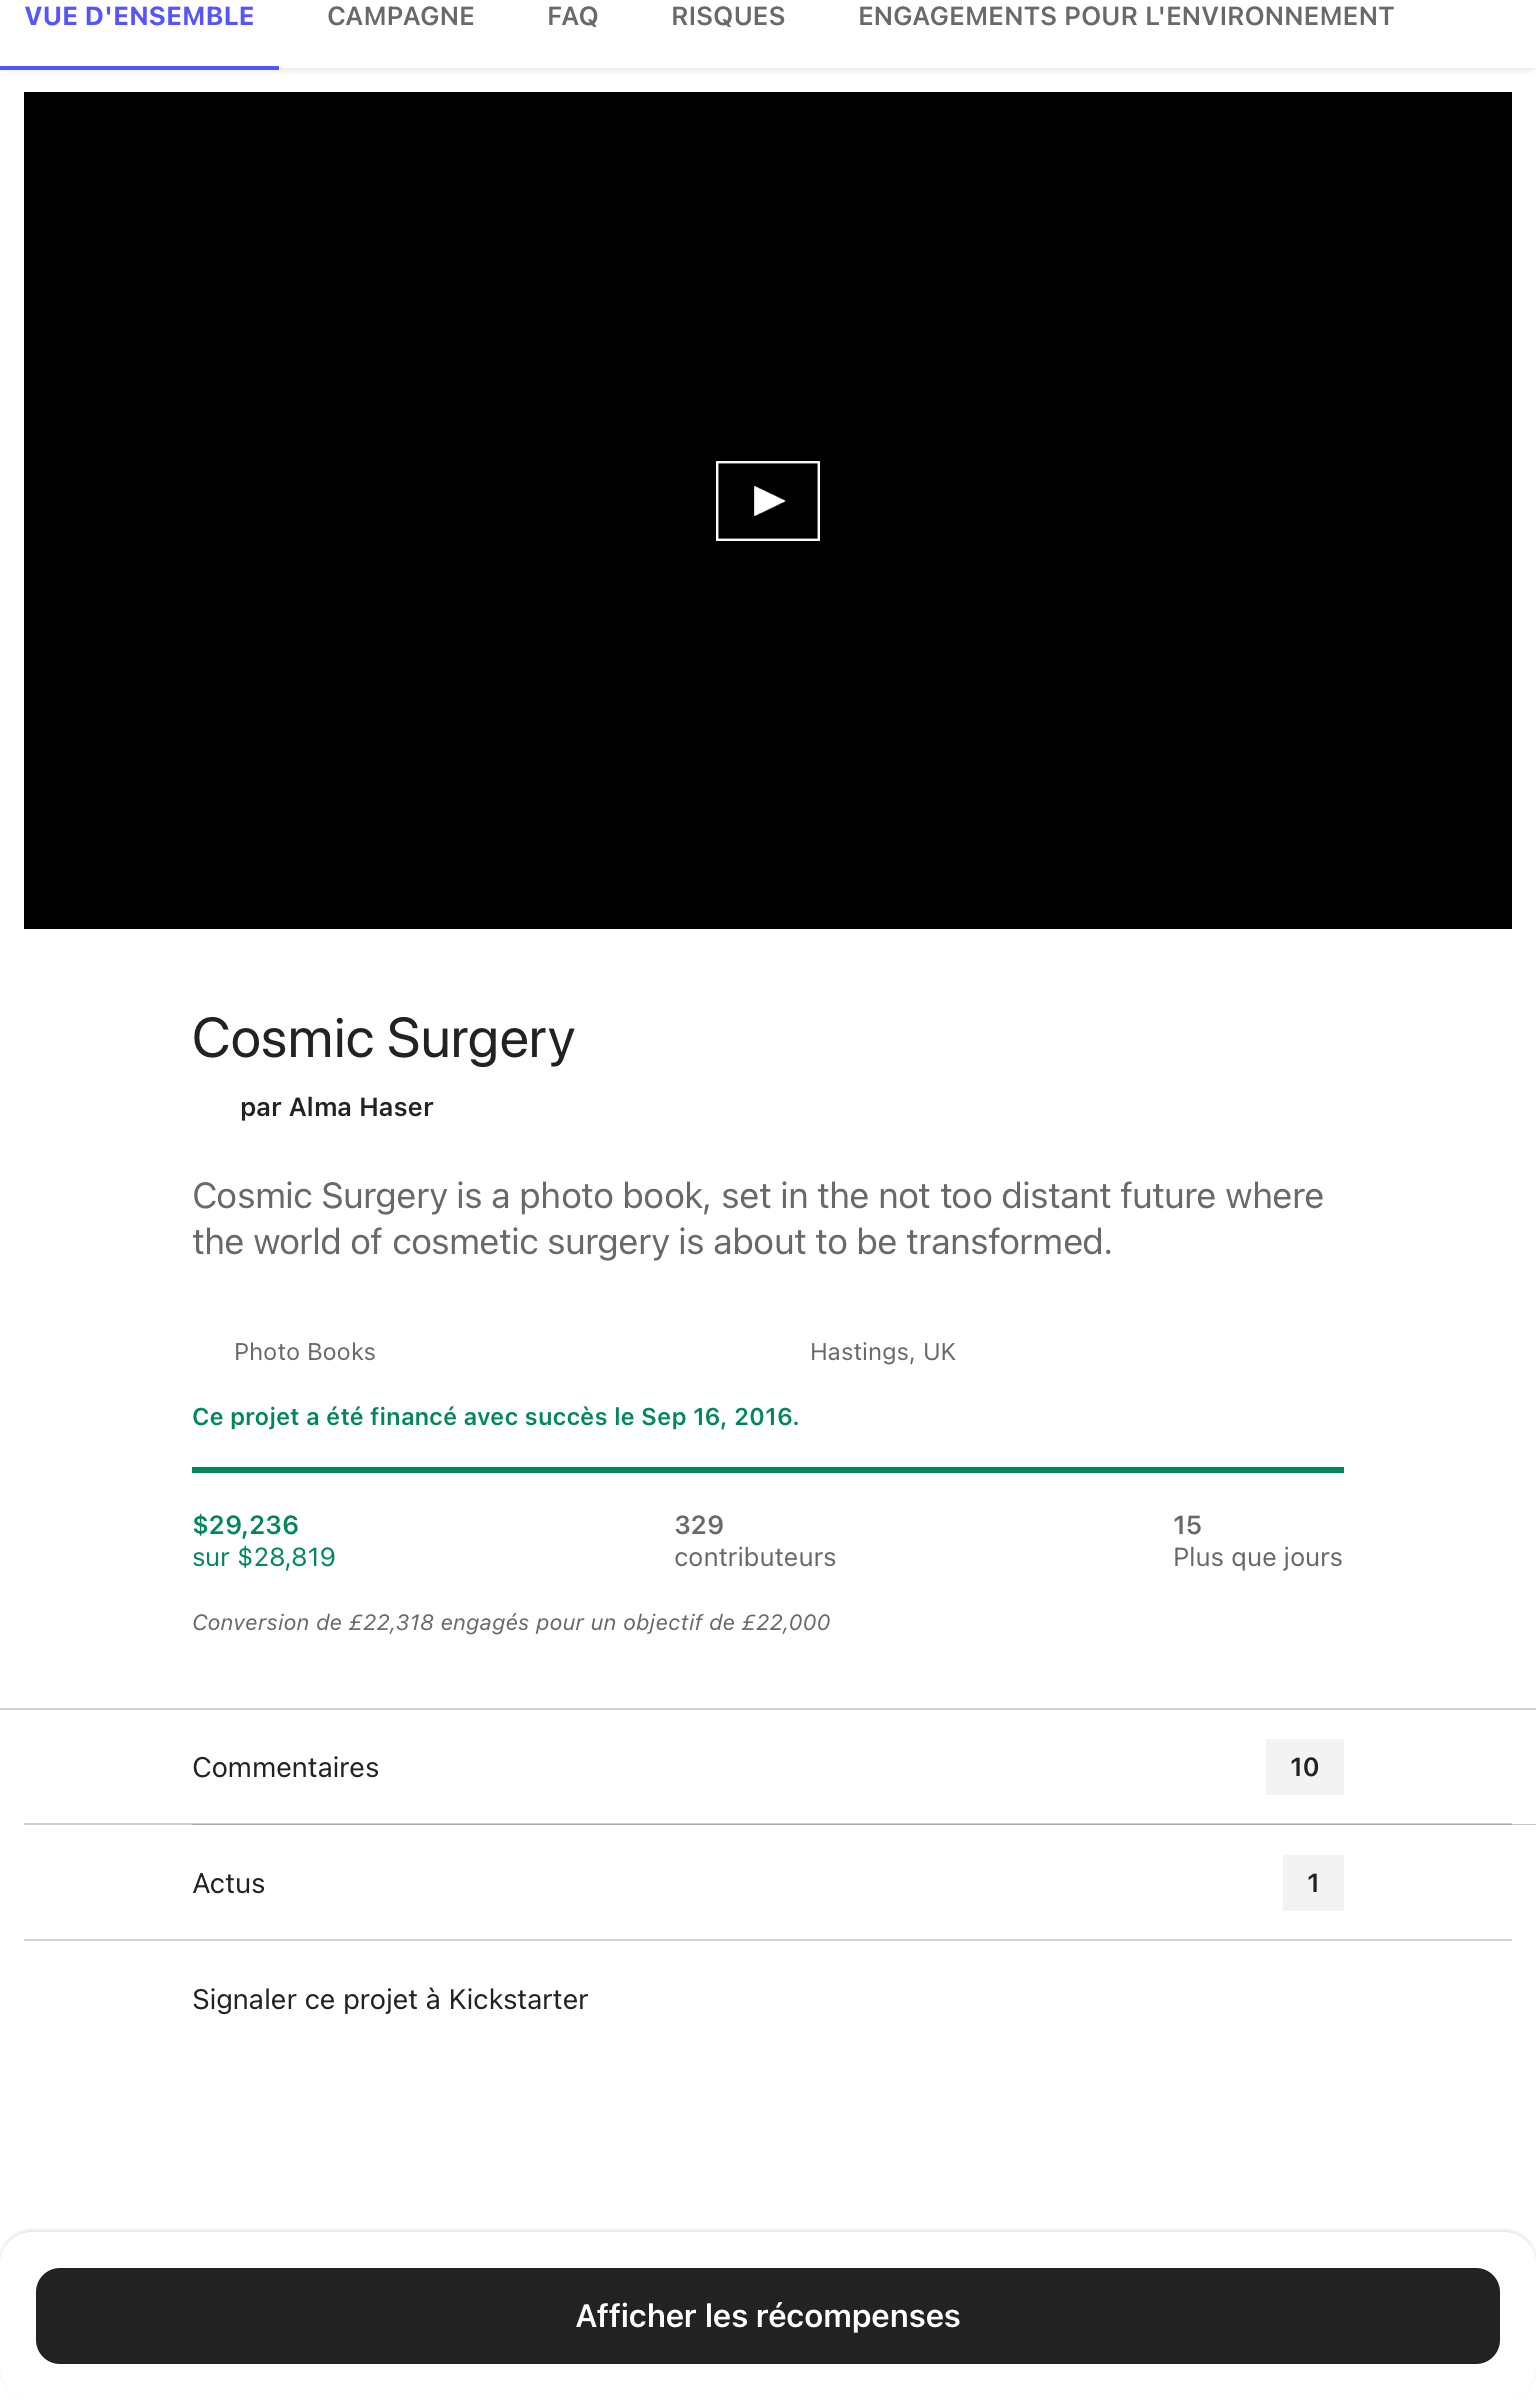 VUE D'ENSEMBLE CAMPAGNE FAQ RISQUES ENGAGEMENTS POUR L'ENVIRONNEMENT
Cosmic Surgery
par Alma Haser
Cosmic Surgery is a photo book, set in the not too distant future where
the world of cosmetic surgery is about to be transformed.
Photo Books Hastings, UK
Ce projet a été financé avec succès le Sep 16, 2016.
$29,236 329 15
sur $28,819 contributeurs Plus que jours
Conversion de £22,318 engagés pour un objectif de £22,000
Commentaires 10
Actus 1
Signaler ce projet à Kickstarter
Afficher les récompenses